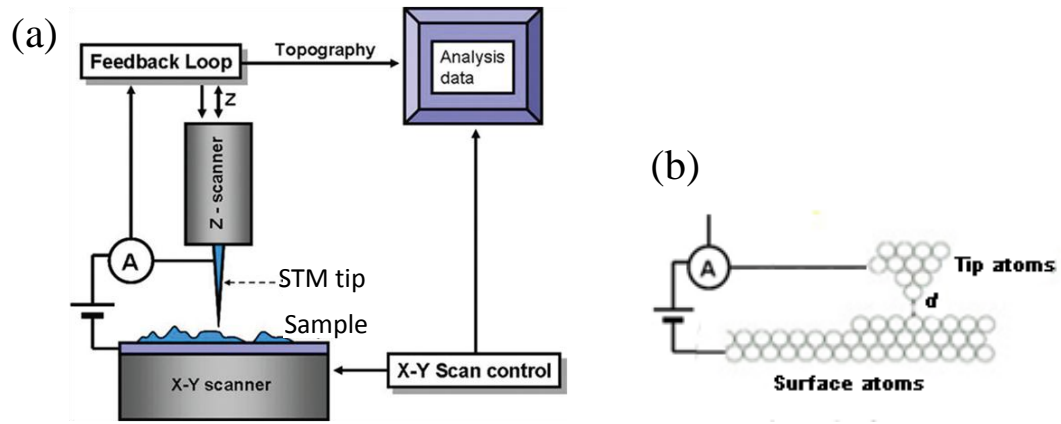 (a)
Feedback Loop
Topography
Analysis
data
Z
Z - scanner
A
STM tip
Sample
X-Y scanner
X-Y Scan control
(b)
A
Tip atoms
d
Surface atoms